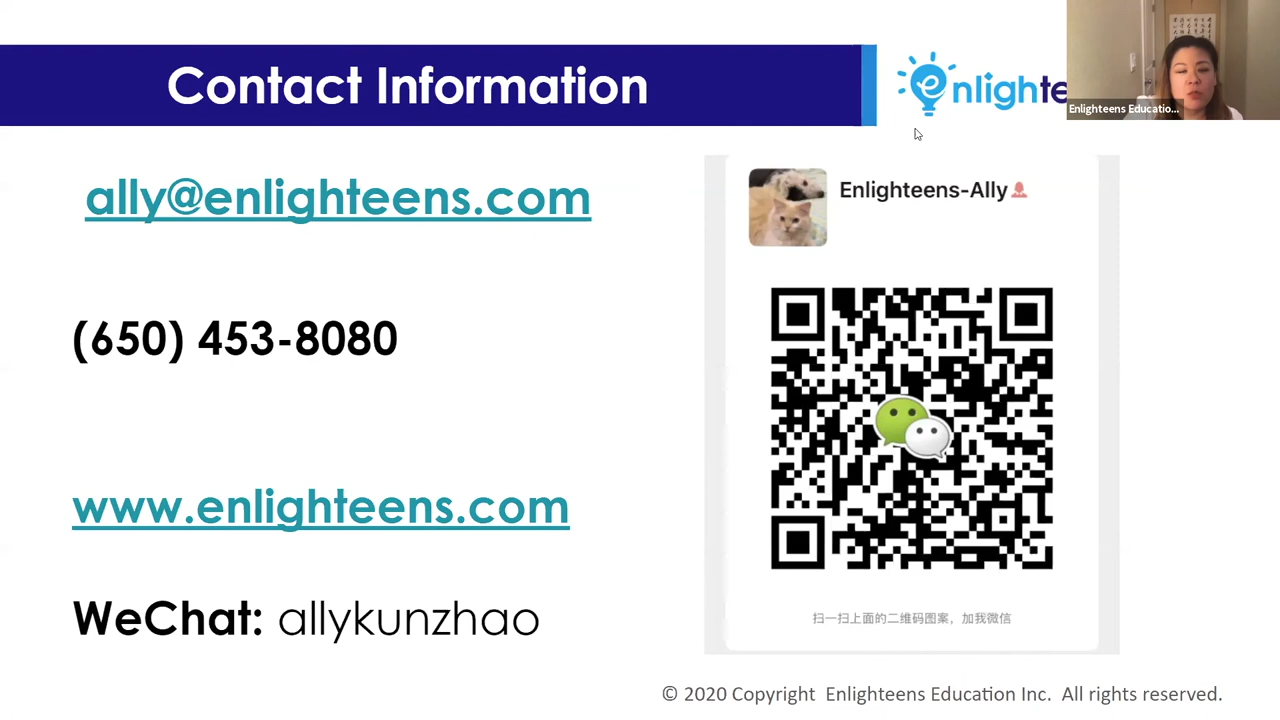 Contact Information
enlighte
Enlighteens Educatio...
ally@enlighteens.com
Enlighteens-Ally
(650) 453-8080
www.enlighteens.com
WeChat: allykunzhao
扫一扫上面的二维码图案，加我微信
© 2020 Copyright Enlighteens Education Inc. All rights reserved.